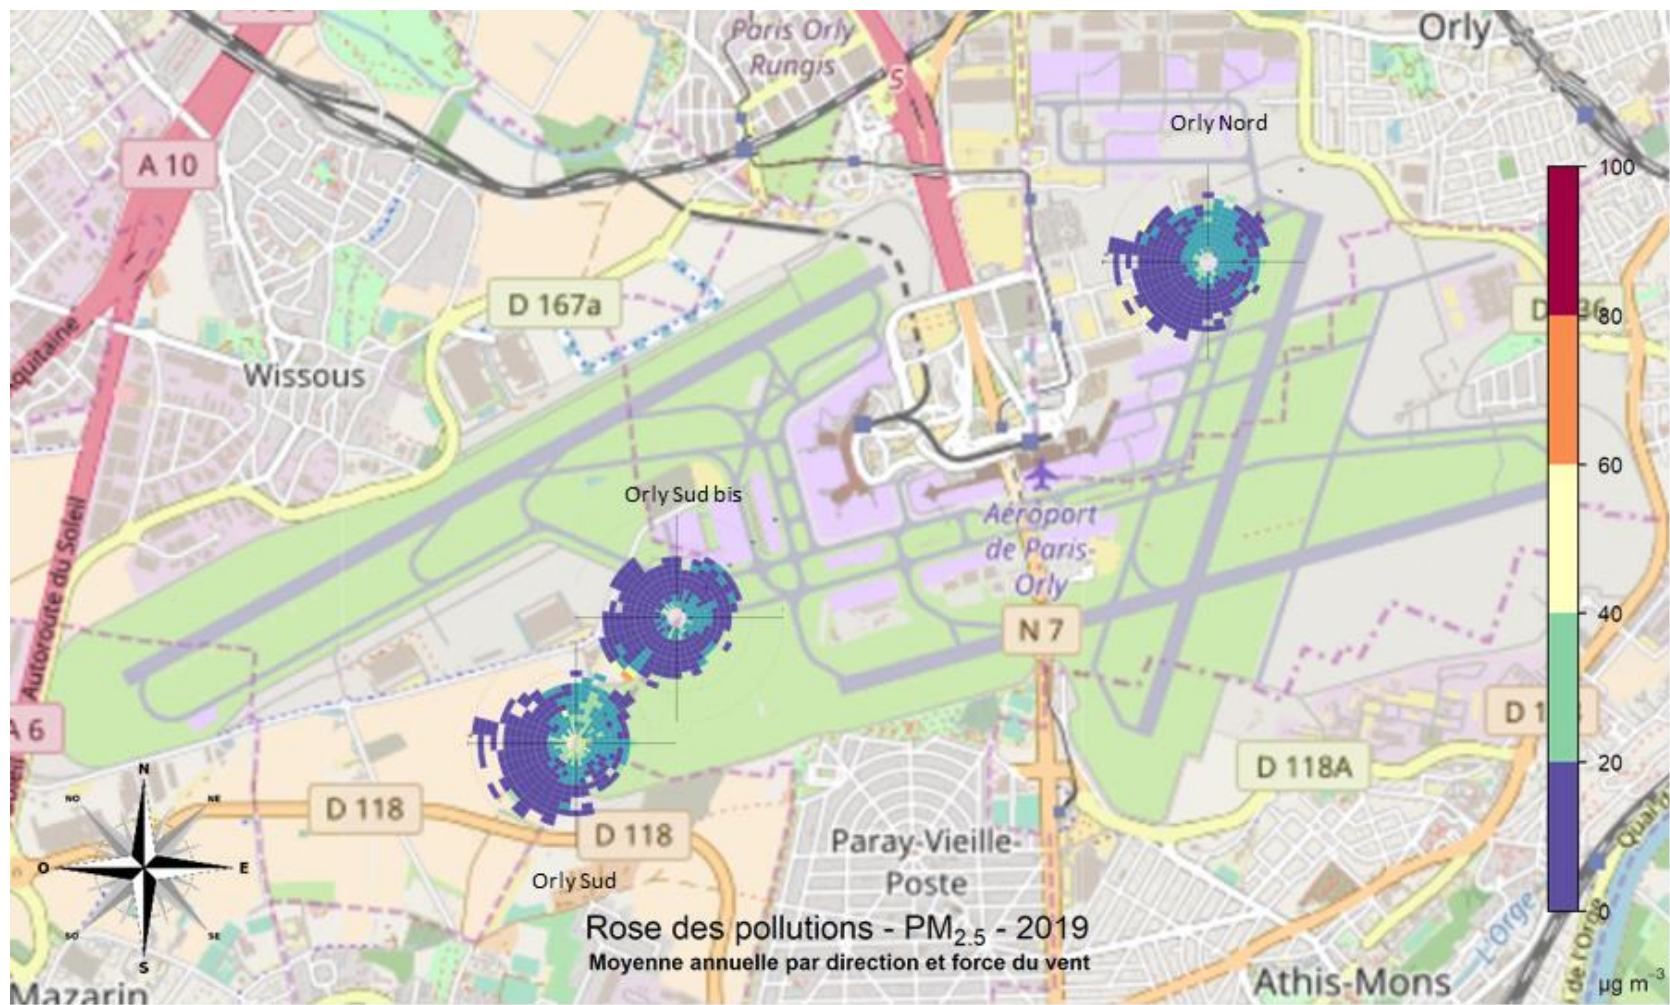 Paris Orly
Rungis
S
Orly
A 10
Orly Nord
100
D 167a
80
quitaine
Wissous
60
Orly Sud bis
Aéroport
de Paris-
Orly
Autoroute du Soleil
40
N 7
A 6
D 118A
20
N
NO
NE
O
E
SO
SE
S
D 118
D 118
Paray-Vieille-
Poste
Orly Sud
0
Rose des pollutions - PM2.5 - 2019
Moyenne annuelle par direction et force du vent
L'Orge
de l'Orge
Athis-Mons
µg m⁻³
Mazarin